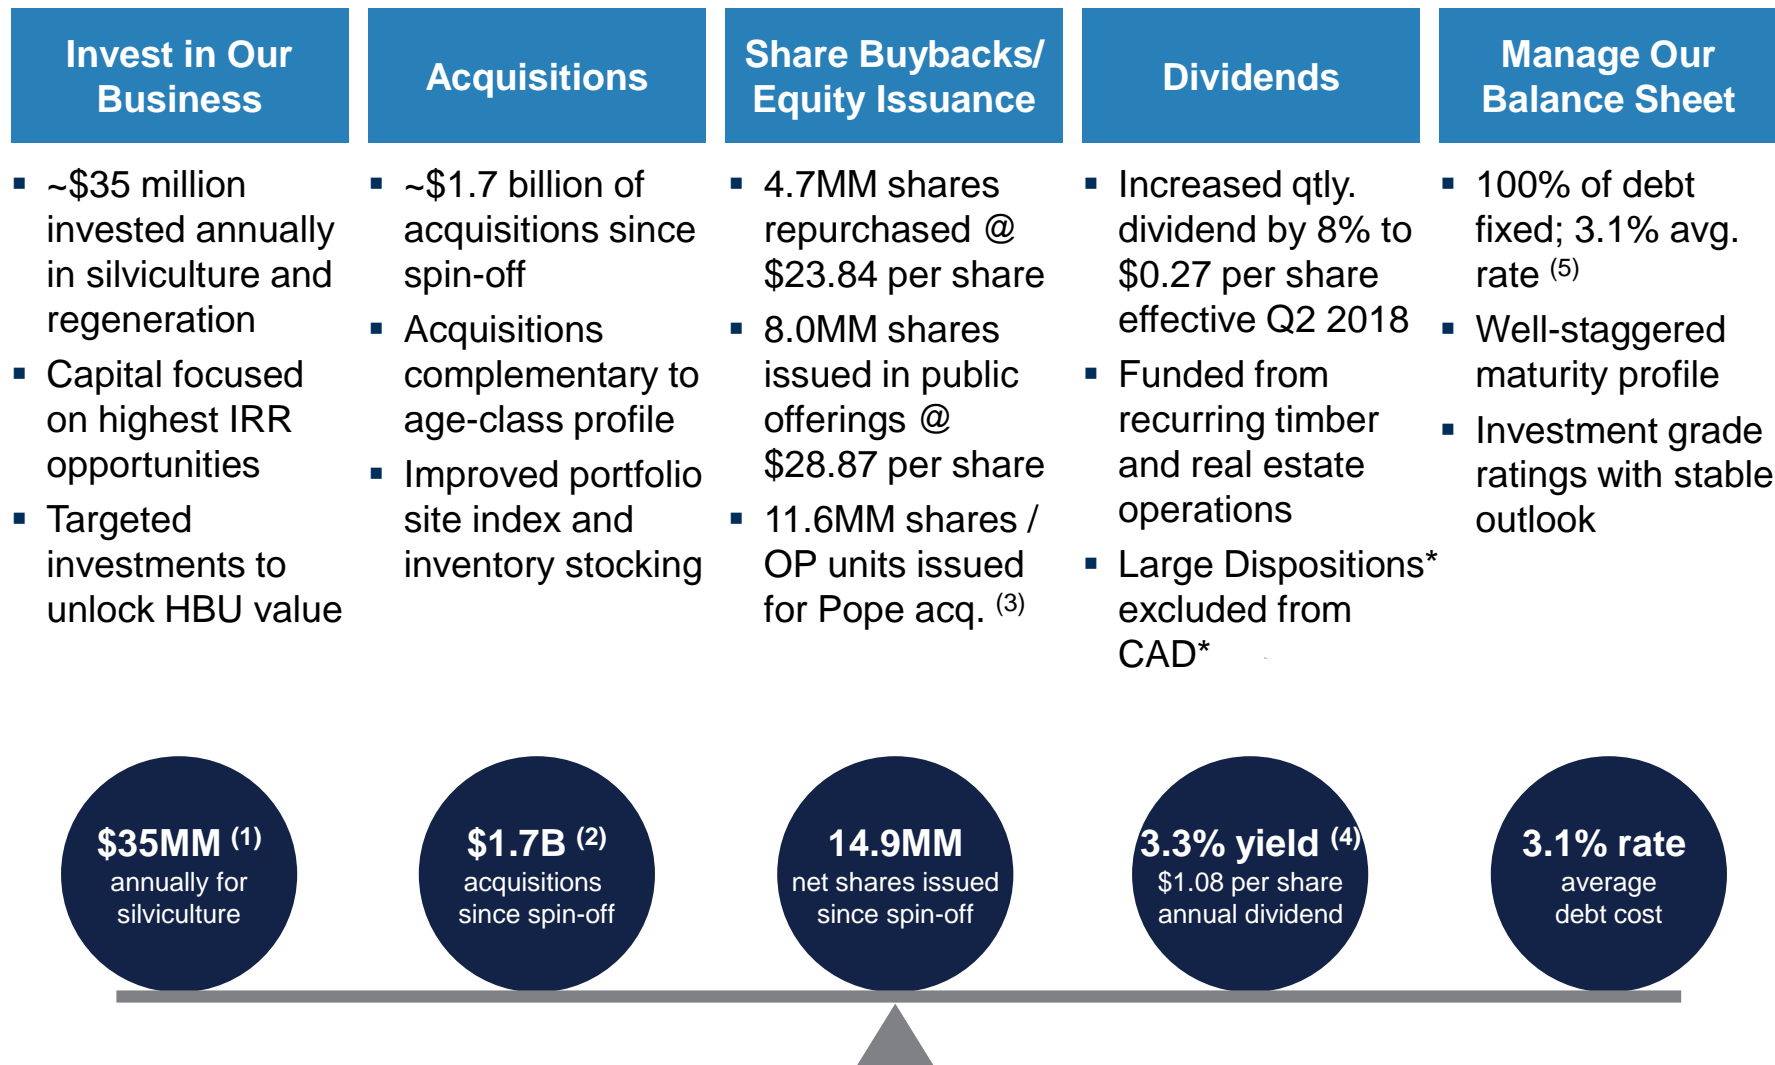 Invest in Our
Business
▪ ~$35 million
invested annually
in silviculture and
regeneration
▪ Capital focused
on highest IRR
opportunities
▪ Targeted
investments to
unlock HBU value
Acquisitions
▪ ~$1.7 billion of
acquisitions since
spin-off
▪ Acquisitions
complementary to
age-class profile
▪ Improved portfolio
site index and
inventory stocking
Share Buybacks/
Equity Issuance
▪ 4.7MM shares
repurchased @
$23.84 per share
▪ 8.0MM shares
issued in public
offerings @
$28.87 per share
▪ 11.6MM shares /
OP units issued
for Pope acq. (3)
Dividends
▪ Increased qtly.
dividend by 8% to
$0.27 per share
effective Q2 2018
▪ Funded from
recurring timber
and real estate
operations
▪ Large Dispositions*
excluded from
CAD*
Manage Our
Balance Sheet
▪ 100% of debt
fixed; 3.1% avg.
rate (5)
▪ Well-staggered
maturity profile
▪ Investment grade
ratings with stable
outlook
$35MM (1)
annually for
silviculture
$1.7B (2)
acquisitions
since spin-off
14.9MM
net shares issued
since spin-off
3.3% yield (4)
$1.08 per share
annual dividend
3.1% rate
average
debt cost